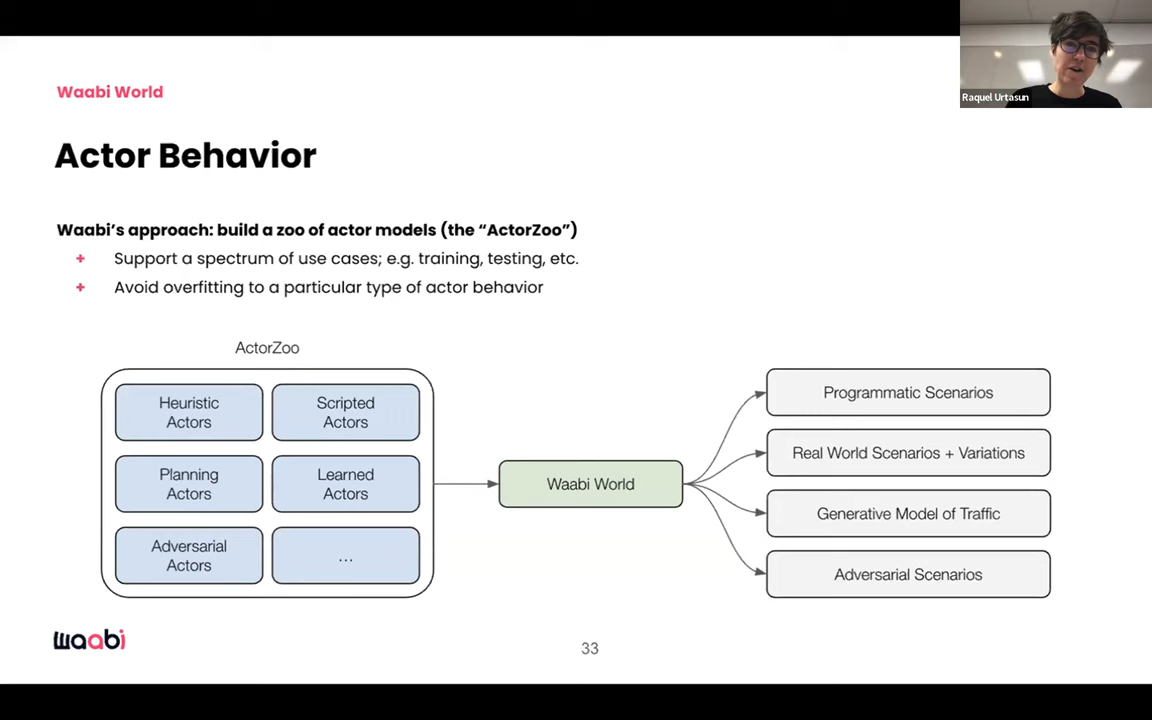 Raquel Urtasun
Waabi World
Actor Behavior
Waabi’s approach: build a zoo of actor models (the “ActorZoo”)
+ Support a spectrum of use cases; e.g. training, testing, etc.
+ Avoid overfitting to a particular type of actor behavior
ActorZoo
Heuristic
Actors
Scripted
Actors
Planning
Actors
Learned
Actors
Adversarial
Actors
...
Waabi World
Programmatic Scenarios
Real World Scenarios + Variations
Generative Model of Traffic
Adversarial Scenarios
waabi
33